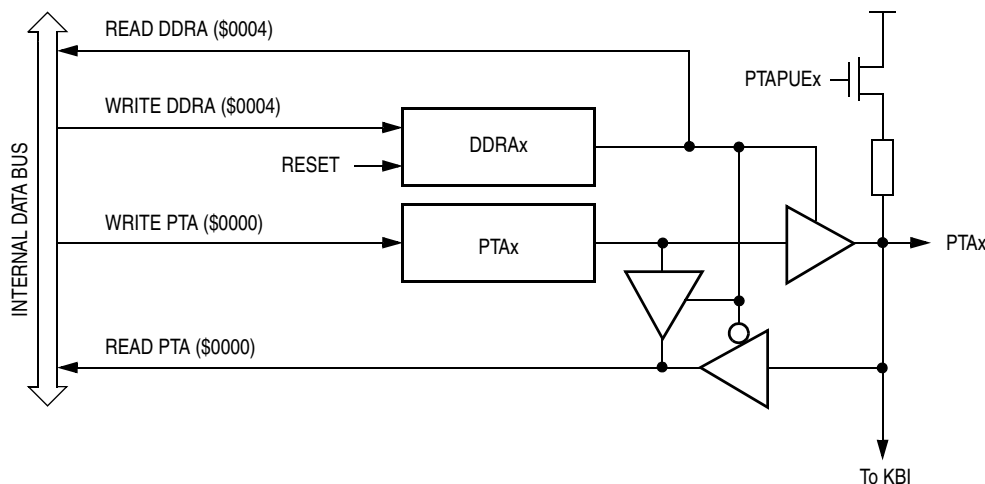 READ DDRA ($0004)
PTAPUEx
WRITE DDRA ($0004)
DDRAx
RESET
INTERNAL DATA BUS
WRITE PTA ($0000)
PTAx
PTAx
READ PTA ($0000)
To KBI